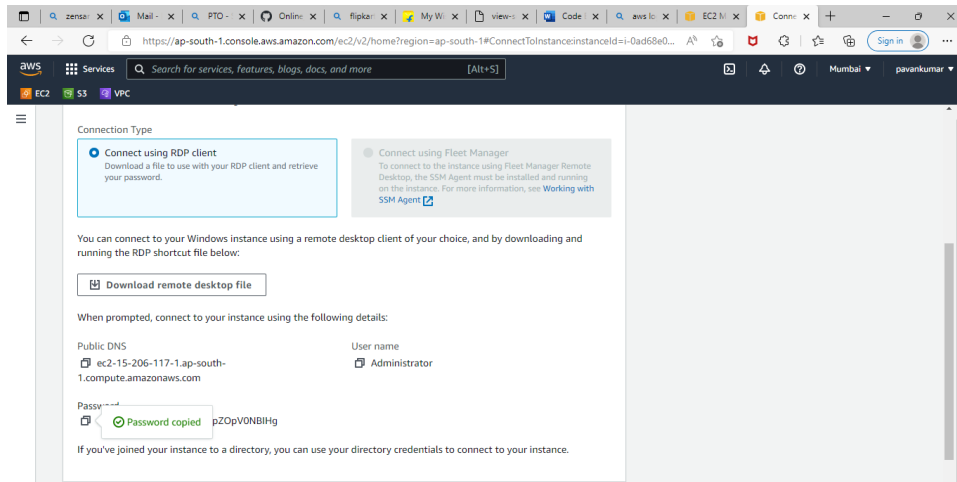 zensar
Mail -
PTO -
Online
flipkar
My Wi
view-s
Code
aws lo
EC2 M
Conne
https://ap-south-1.console.aws.amazon.com/ec2/v2/home?region=ap-south-1#ConnectToInstance:instanceId=i-0ad68e0...
Sign in
aws
Services
Search for services, features, blogs, docs, and more [Alt+S]
Mumbai
pavankumar
EC2 S3 VPC
Connection Type
Connect using RDP client
Download a file to use with your RDP client and retrieve
your password.
Connect using Fleet Manager
To connect to the instance using Fleet Manager Remote
Desktop, the SSM Agent must be installed and running
on the instance. For more information, see Working with
SSM Agent
You can connect to your Windows instance using a remote desktop client of your choice, and by downloading and
running the RDP shortcut file below:
Download remote desktop file
When prompted, connect to your instance using the following details:
Public DNS
ec2-15-206-117-1.ap-south-
1.compute.amazonaws.com
User name
Administrator
Password
Password copied pZOpV0NBIHg
If you've joined your instance to a directory, you can use your directory credentials to connect to your instance.